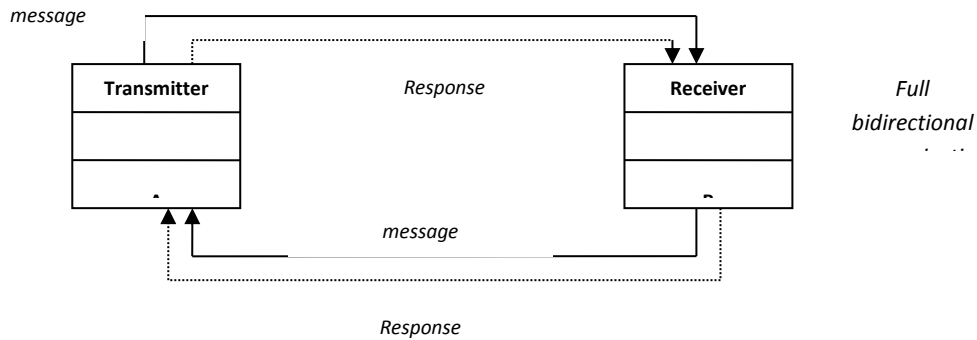 message
Transmitter
Response
Receiver
Full
bidirectional
message
Response